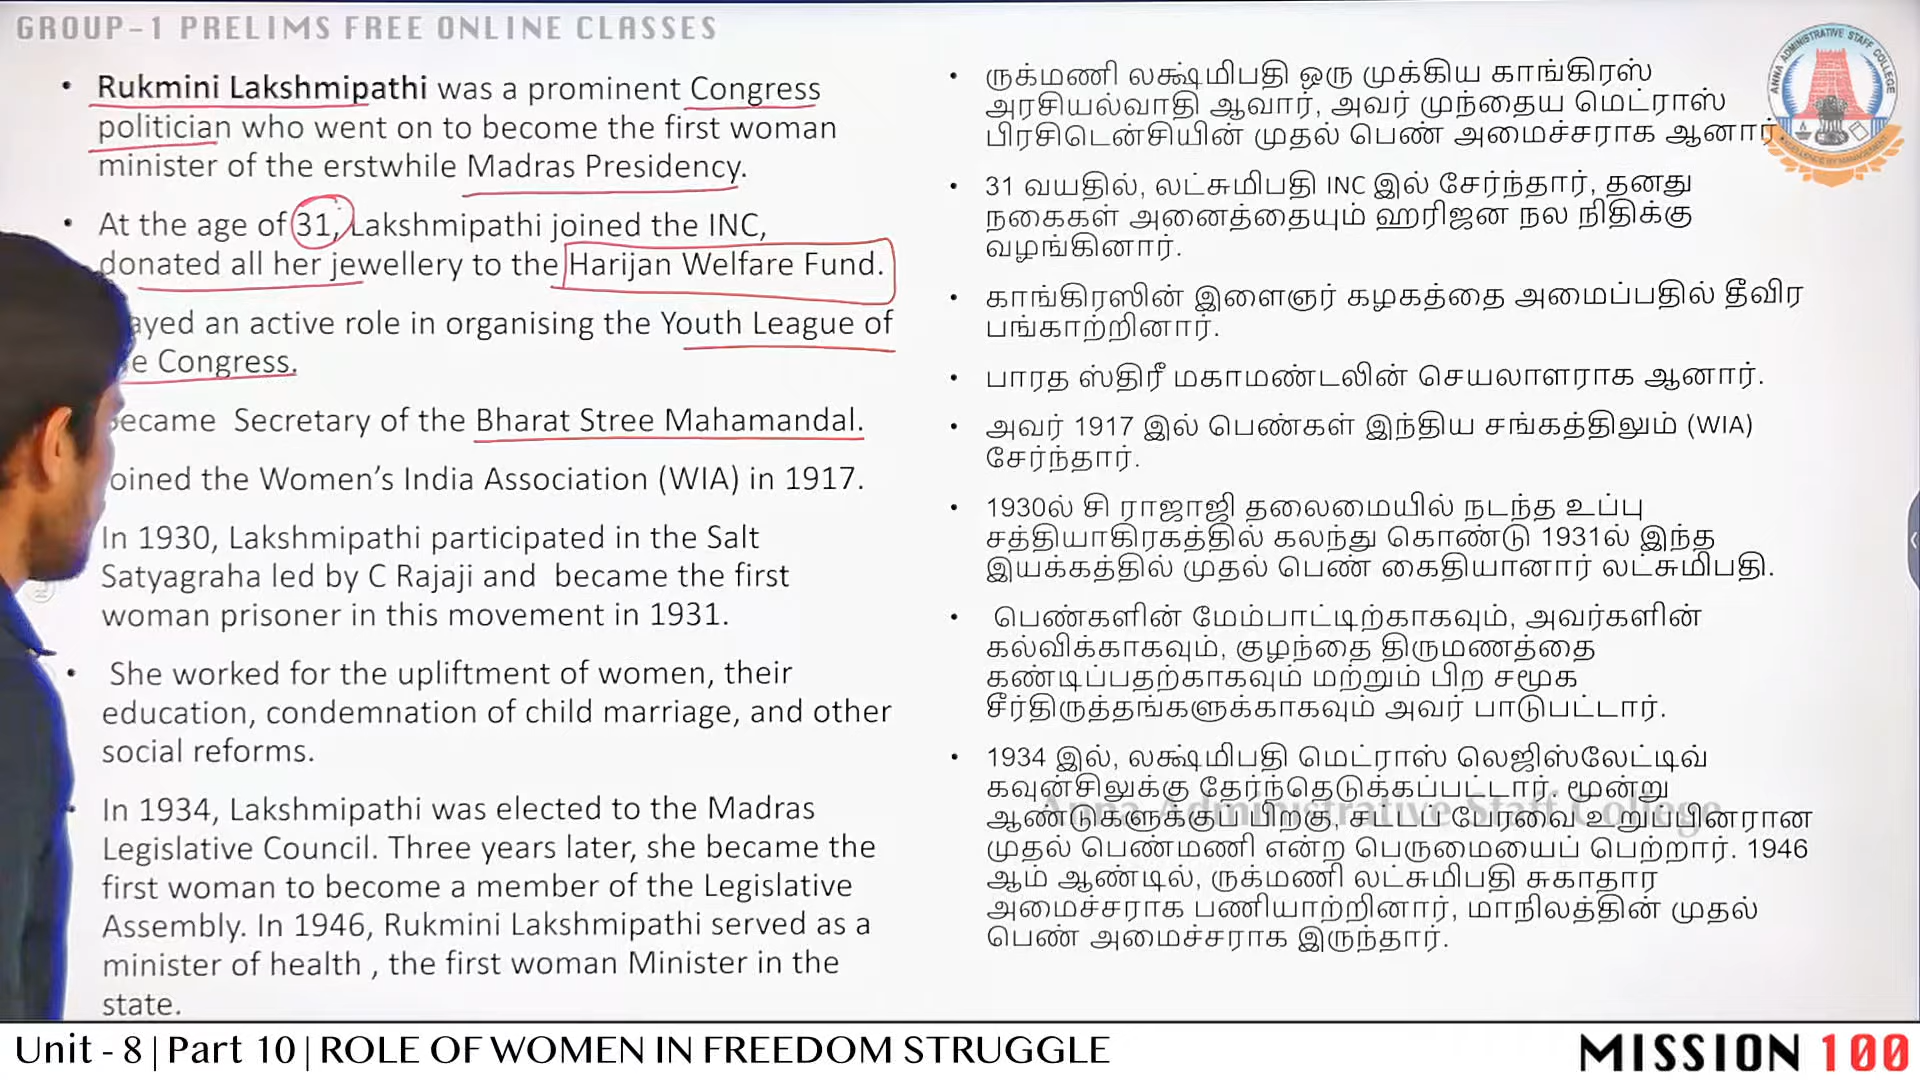 GROUP-1 PRELIMS FREE ONLINE CLASSES
• Rukmini Lakshmipathi was a prominent Congress
politician who went on to become the first woman
minister of the erstwhile Madras Presidency.
• At the age of 31, Lakshmipathi joined the INC,
donated all her jewellery to the Harijan Welfare Fund.
ayed an active role in organising the Youth League of
e Congress.
ecame Secretary of the Bharat Stree Mahamandal.
oined the Women’s India Association (WIA) in 1917.
In 1930, Lakshmipathi participated in the Salt
Satyagraha led by C Rajaji and became the first
woman prisoner in this movement in 1931.
• She worked for the upliftment of women, their
education, condemnation of child marriage, and other
social reforms.
• In 1934, Lakshmipathi was elected to the Madras
Legislative Council. Three years later, she became the
first woman to become a member of the Legislative
Assembly. In 1946, Rukmini Lakshmipathi served as a
minister of health , the first woman Minister in the
state.
• ருக்மணி லக்ஷ்மிபதி ஒரு முக்கிய காங்கிரஸ்
அரசியல்வாதி ஆவார், அவர் முந்தைய மெட்ராஸ்
பிரசிடென்சியின் முதல் பெண் அமைச்சராக ஆனார்.
• 31 வயதில், லட்சுமிபதி INC இல் சேர்ந்தார், தனது
நகைகள் அனைத்தையும் ஹரிஜன நல நிதிக்கு
வழங்கினார்.
• காங்கிரஸின் இளைஞர் கழகத்தை அமைப்பதில் தீவிர
பங்காற்றினார்.
• பாரத ஸ்திரீ மகாமண்டலின் செயலாளராக ஆனார்.
• அவர் 1917 இல் பெண்கள் இந்திய சங்கத்திலும் (WIA)
சேர்ந்தார்.
• 1930ல் சி ராஜாஜி தலைமையில் நடந்த உப்பு
சத்தியாகிரகத்தில் கலந்து கொண்டு 1931ல் இந்த
இயக்கத்தில் முதல் பெண் கைதியானார் லட்சுமிபதி.
• பெண்களின் மேம்பாட்டிற்காகவும், அவர்களின்
கல்விக்காகவும், குழந்தை திருமணத்தை
கண்டிப்பதற்காகவும் மற்றும் பிற சமூக
சீர்திருத்தங்களுக்காகவும் அவர் பாடுபட்டார்.
• 1934 இல், லக்ஷ்மிபதி மெட்ராஸ் லெஜிஸ்லேட்டிவ்
கவுன்சிலுக்கு தேர்ந்தெடுக்கப்பட்டார். மூன்று
Anna Administrative Staff College
ஆண்டுகளுக்குப் பிறகு, சட்டப் பேரவை உறுப்பினரான
முதல் பெண்மணி என்ற பெருமையைப் பெற்றார். 1946
ஆம் ஆண்டில், ருக்மணி லட்சுமிபதி சுகாதார
அமைச்சராக பணியாற்றினார், மாநிலத்தின் முதல்
பெண் அமைச்சராக இருந்தார்.
ANNA ADMINISTRATIVE STAFF COLLEGE
EXCELLENCE BY MANAGEMENT
Unit - 8 | Part 10 | ROLE OF WOMEN IN FREEDOM STRUGGLE
MISSION 100